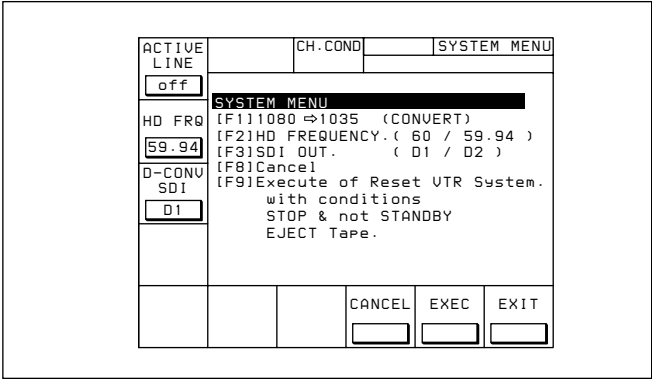 ACTIVE
LINE
off
CH.COND
SYSTEM MENU
HD FRQ
59.94
D-CONV
SDI
D1
SYSTEM MENU
[F1]1080 ⇨1035 (CONVERT)
[F2]HD FREQUENCY.( 60 / 59.94 )
[F3]SDI OUT. ( D1 / D2 )
[F8]Cancel
[F9]Execute of Reset VTR System.
with conditions
STOP & not STANDBY
EJECT Tape.
CANCEL
EXEC
EXIT